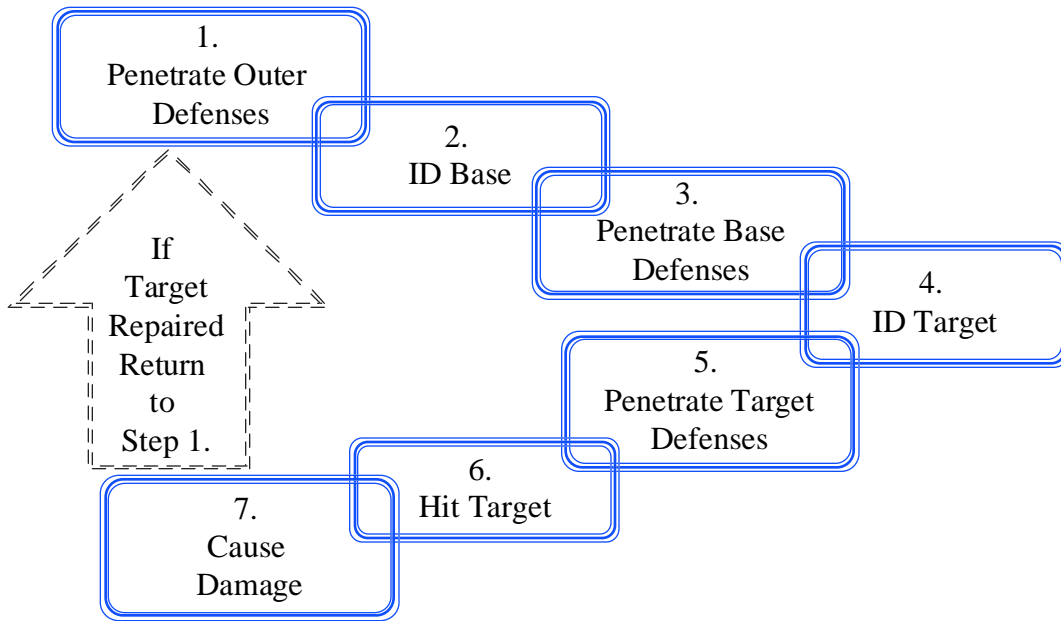 1.
Penetrate Outer
Defenses
2.
ID Base
3.
Penetrate Base
Defenses
4.
ID Target
5.
Penetrate Target
Defenses
6.
Hit Target
7.
Cause
Damage
If
Target
Repaired
Return
to
Step 1.